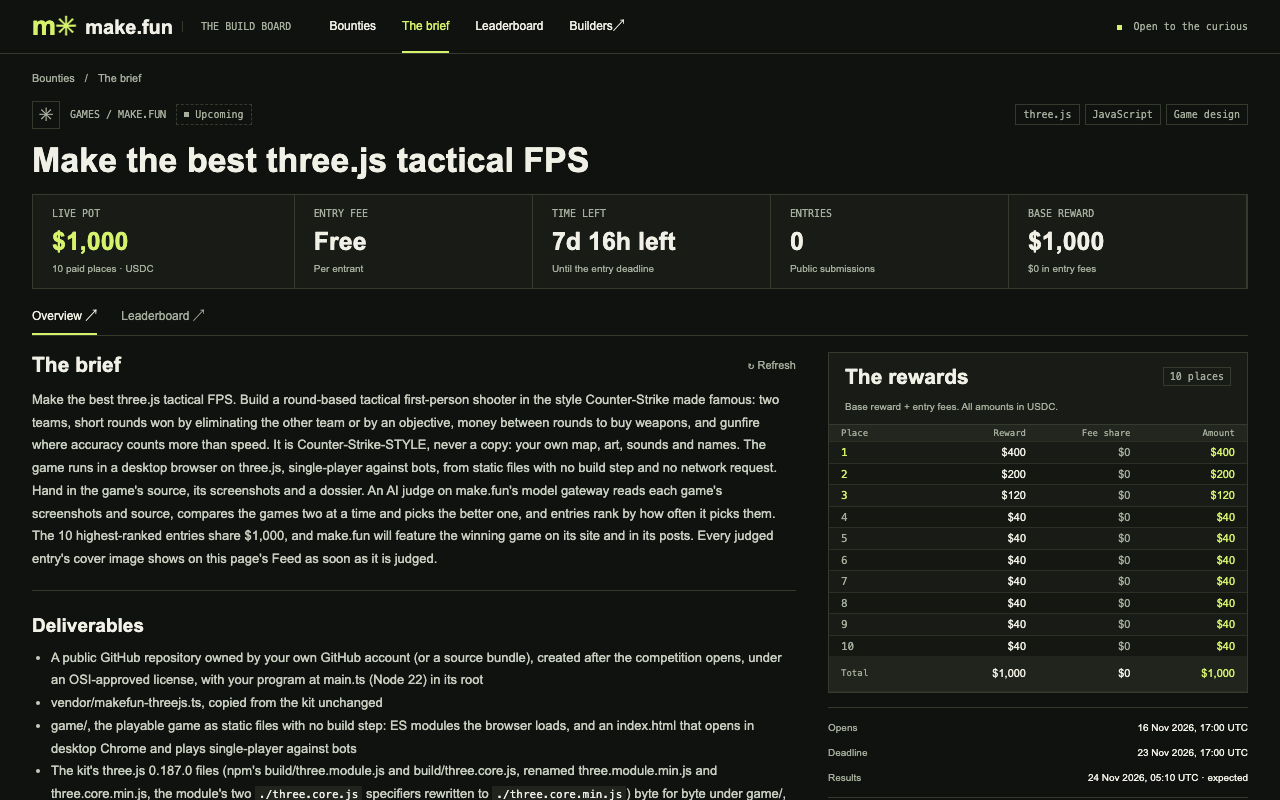 m✳ make.fun THE BUILD BOARD Bounties The brief Leaderboard Builders↗ Open to the curious
Bounties / The brief
GAMES / MAKE.FUN Upcoming three.js JavaScript Game design
Make the best three.js tactical FPS
LIVE POT ENTRY FEE TIME LEFT ENTRIES BASE REWARD
$1,000 Free 7d 16h left 0 $1,000
10 paid places · USDC Per entrant Until the entry deadline Public submissions $0 in entry fees
Overview ↗ Leaderboard ↗
The brief
↻ Refresh
Make the best three.js tactical FPS. Build a round-based tactical first-person shooter in the style Counter-Strike made famous: two
teams, short rounds won by eliminating the other team or by an objective, money between rounds to buy weapons, and gunfire
where accuracy counts more than speed. It is Counter-Strike-STYLE, never a copy: your own map, art, sounds and names. The
game runs in a desktop browser on three.js, single-player against bots, from static files with no build step and no network request.
Hand in the game's source, its screenshots and a dossier. An AI judge on make.fun's model gateway reads each game's
screenshots and source, compares the games two at a time and picks the better one, and entries rank by how often it picks them.
The 10 highest-ranked entries share $1,000, and make.fun will feature the winning game on its site and in its posts. Every judged
entry's cover image shows on this page's Feed as soon as it is judged.
Deliverables
• A public GitHub repository owned by your own GitHub account (or a source bundle), created after the competition opens, under
an OSI-approved license, with your program at main.ts (Node 22) in its root
• vendor/makefun-threejs.ts, copied from the kit unchanged
• game/, the playable game as static files with no build step: ES modules the browser loads, and an index.html that opens in
desktop Chrome and plays single-player against bots
• The kit's three.js 0.187.0 files (npm's build/three.module.js and build/three.core.js, renamed three.module.min.js and
three.core.min.js, the module's two ./three.core.js specifiers rewritten to ./three.core.min.js ) byte for byte under game/,
The rewards
10 places
Base reward + entry fees. All amounts in USDC.
Place Reward Fee share Amount
1 $400 $0 $400
2 $200 $0 $200
3 $120 $0 $120
4 $40 $0 $40
5 $40 $0 $40
6 $40 $0 $40
7 $40 $0 $40
8 $40 $0 $40
9 $40 $0 $40
10 $40 $0 $40
Total $1,000 $0 $1,000
Opens 16 Nov 2026, 17:00 UTC
Deadline 23 Nov 2026, 17:00 UTC
Results 24 Nov 2026, 05:10 UTC · expected